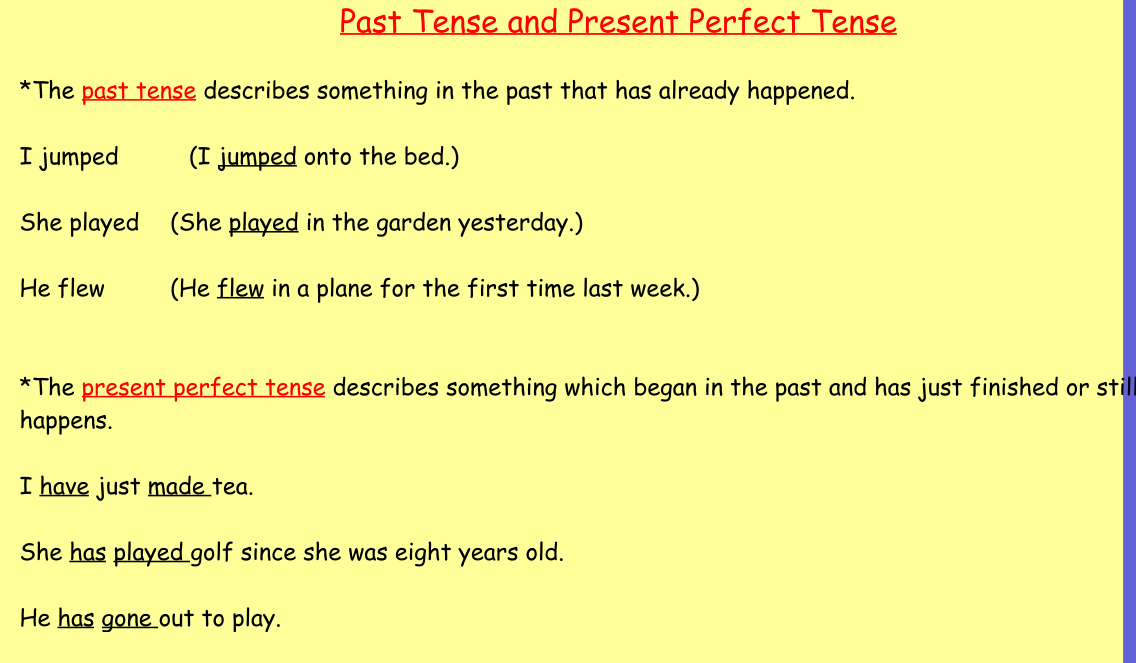 Past Tense and Present Perfect Tense
*The past tense describes something in the past that has already happened.
I jumped (I jumped onto the bed.)
She played (She played in the garden yesterday.)
He flew (He flew in a plane for the first time last week.)
*The present perfect tense describes something which began in the past and has just finished or still
happens.
I have just made tea.
She has played golf since she was eight years old.
He has gone out to play.